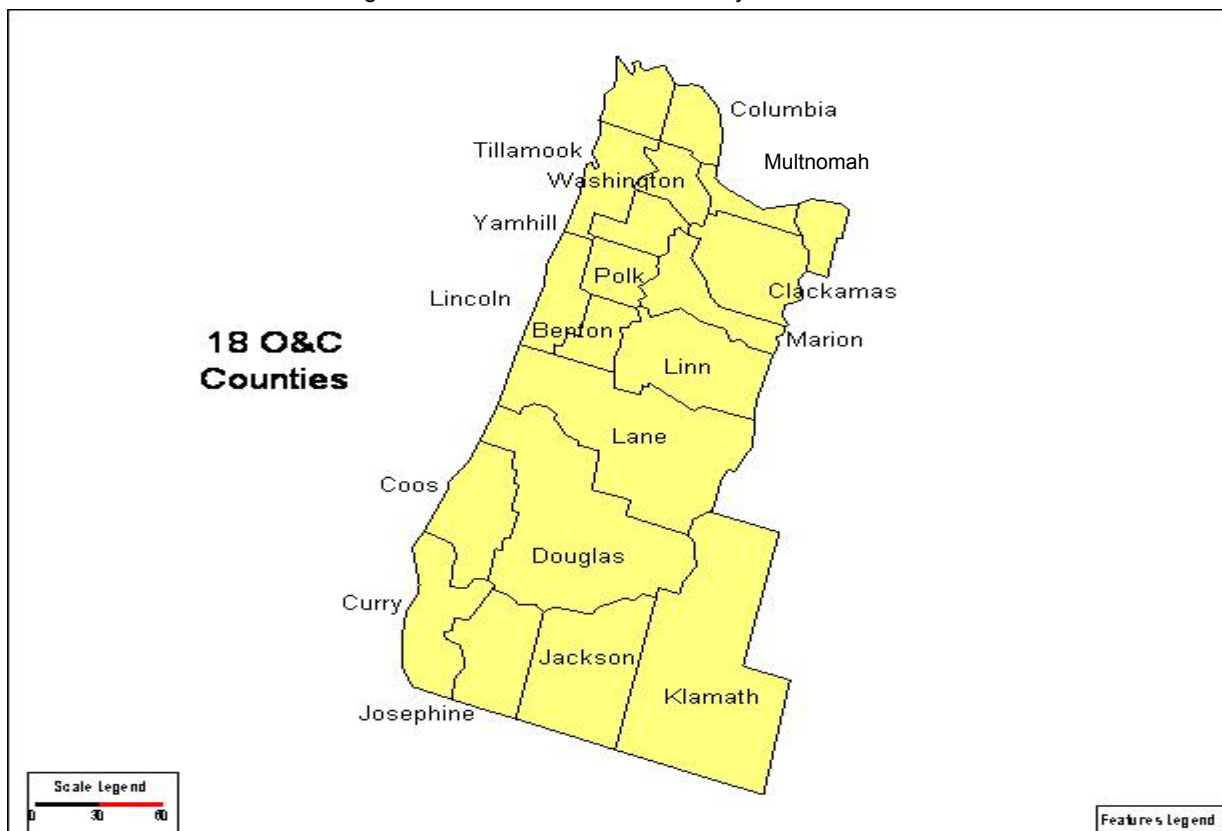 Columbia
Tillamook
Multnomah
Washington
Yamhill
Polk
Clackamas
Lincoln
Benton
Marion
18 O&C
Counties
Linn
Lane
Coos
Douglas
Curry
Jackson
Klamath
Josephine
Scale Legend
0 30 60
Features Legend